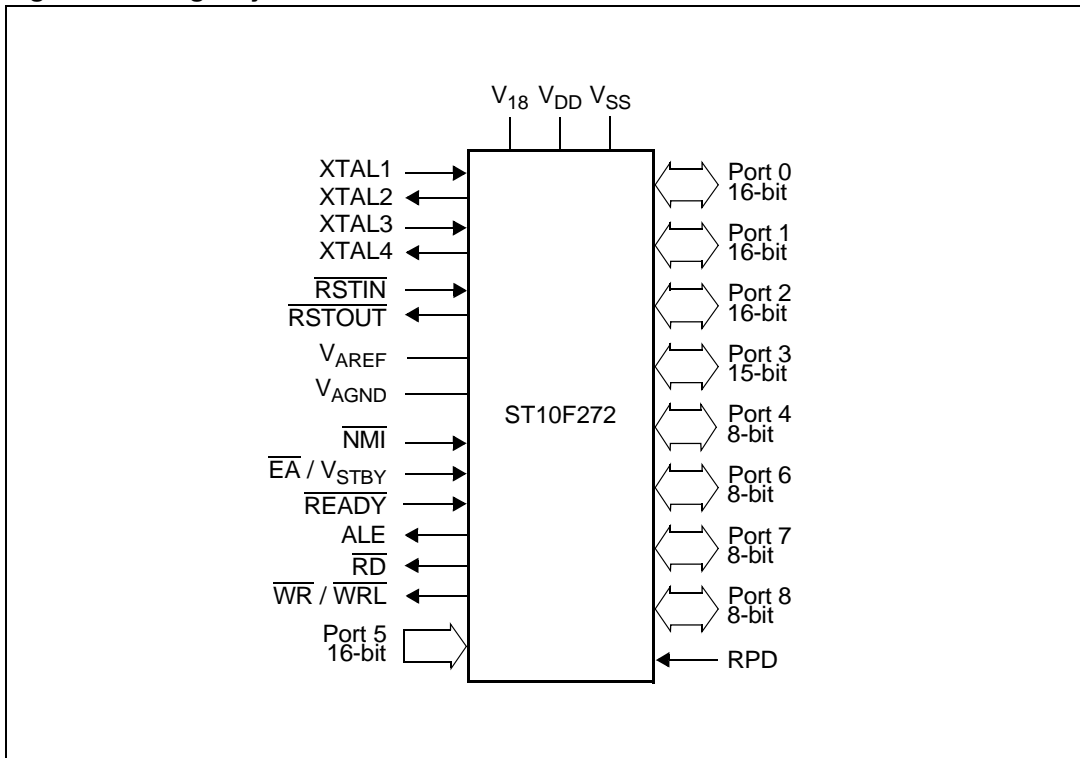 V18 VDD VSS
XTAL1
XTAL2
XTAL3
XTAL4
RSTIN
RSTOUT
VAREF
VAGND
NMI
EA / VSTBY
READY
ALE
RD
WR / WRL
Port 5
16-bit
ST10F272
Port 0
16-bit
Port 1
16-bit
Port 2
16-bit
Port 3
15-bit
Port 4
8-bit
Port 6
8-bit
Port 7
8-bit
Port 8
8-bit
RPD